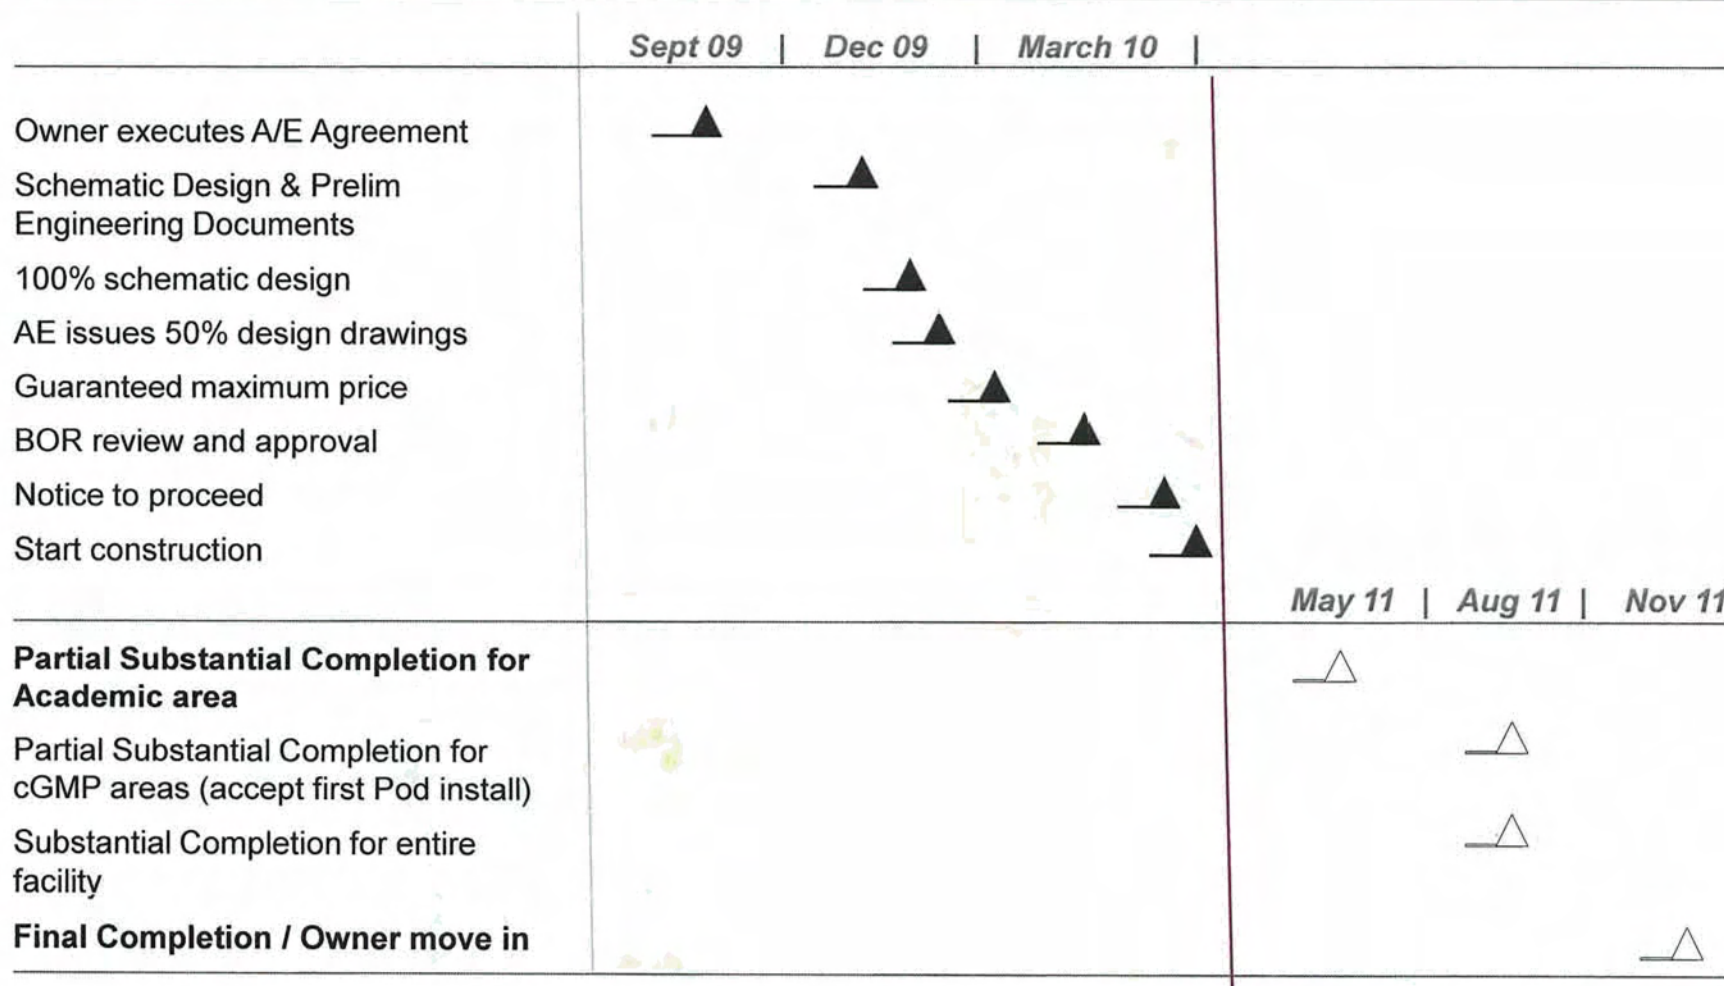 Sept 09 | Dec 09 | March 10 |
Owner executes A/E Agreement
Schematic Design & Prelim
Engineering Documents
100% schematic design
AE issues 50% design drawings
Guaranteed maximum price
BOR review and approval
Notice to proceed
Start construction
May 11 | Aug 11 | Nov 11
Partial Substantial Completion for
Academic area
Partial Substantial Completion for
cGMP areas (accept first Pod install)
Substantial Completion for entire
facility
Final Completion / Owner move in